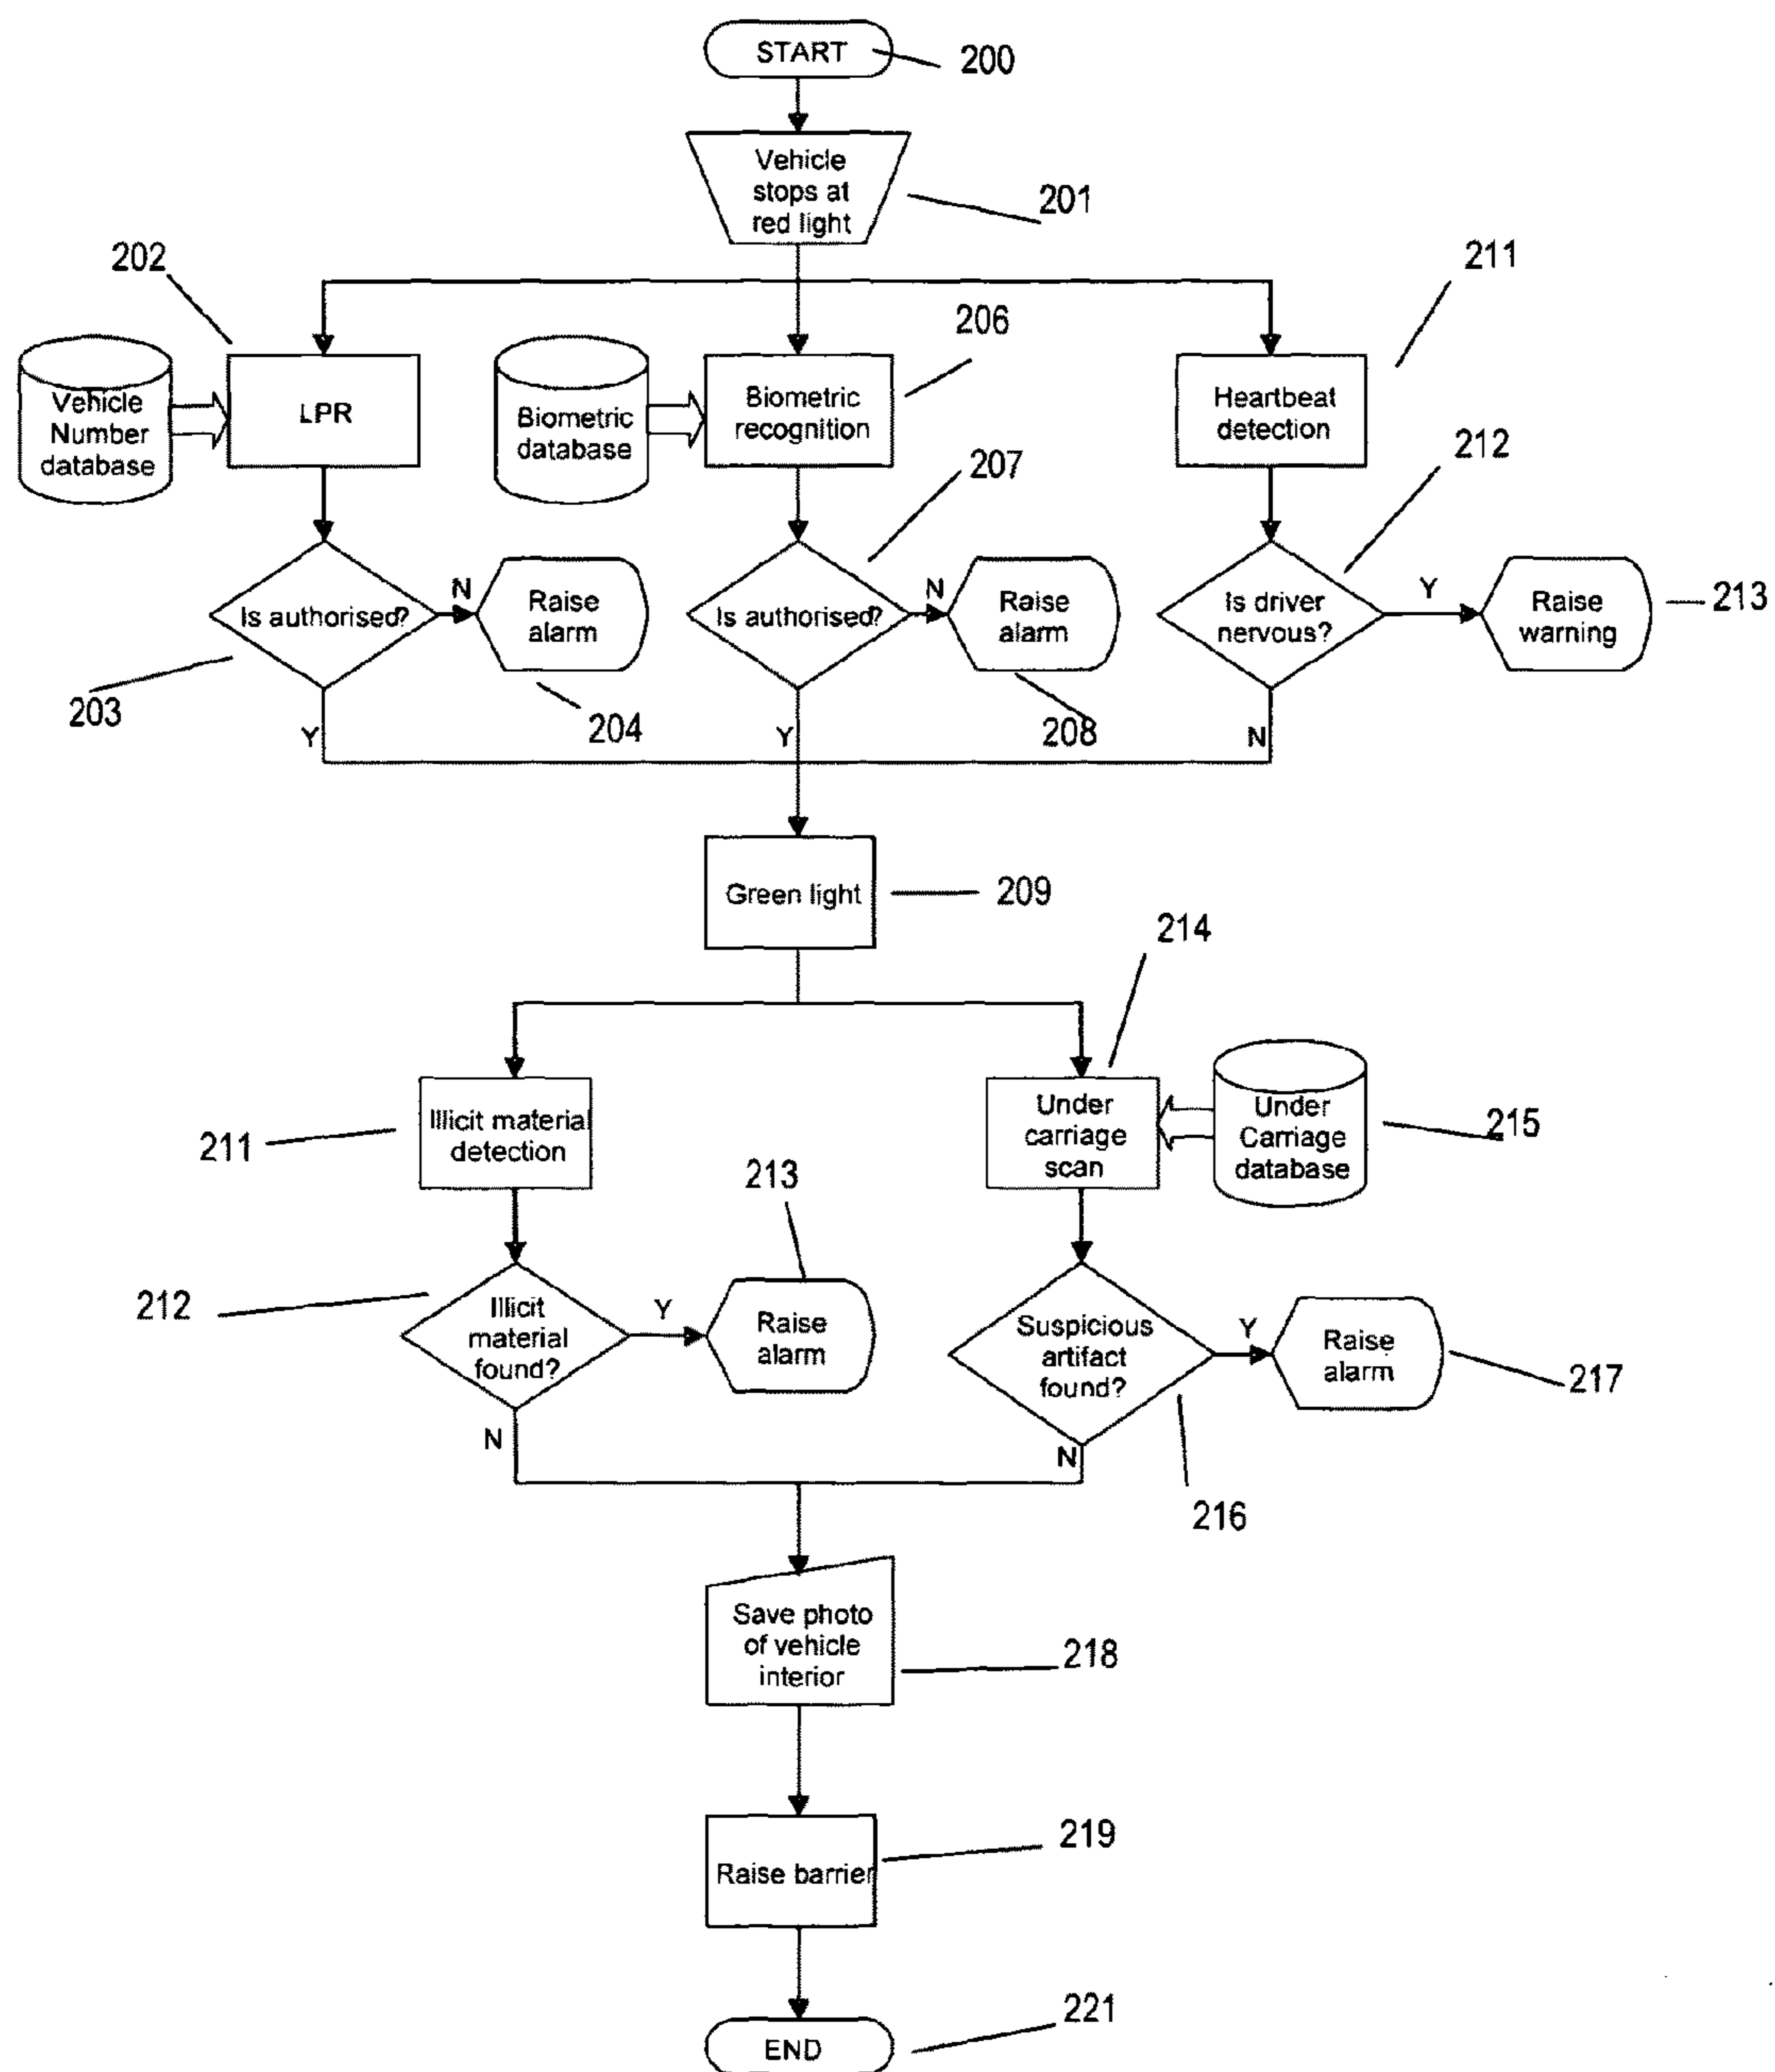 START
200
Vehicle
stops at
red light
201
202
206
211
Vehicle
Number
database
LPR
Biometric
database
Biometric
recognition
Heartbeat
detection
207
212
Is authorised?
N
Raise
alarm
Is authorised?
N
Raise
alarm
Is driver
nervous?
Y
Raise
warning
213
203
204
208
Y
Y
N
Green light
209
214
211
Illicit material
detection
Under
carriage
scan
Under
Carriage
database
215
213
212
Illicit
material
found?
Y
Raise
alarm
Suspicious
artifact
found?
Y
Raise
alarm
217
N
N
216
Save photo
of vehicle
interior
218
Raise barrier
219
END
221